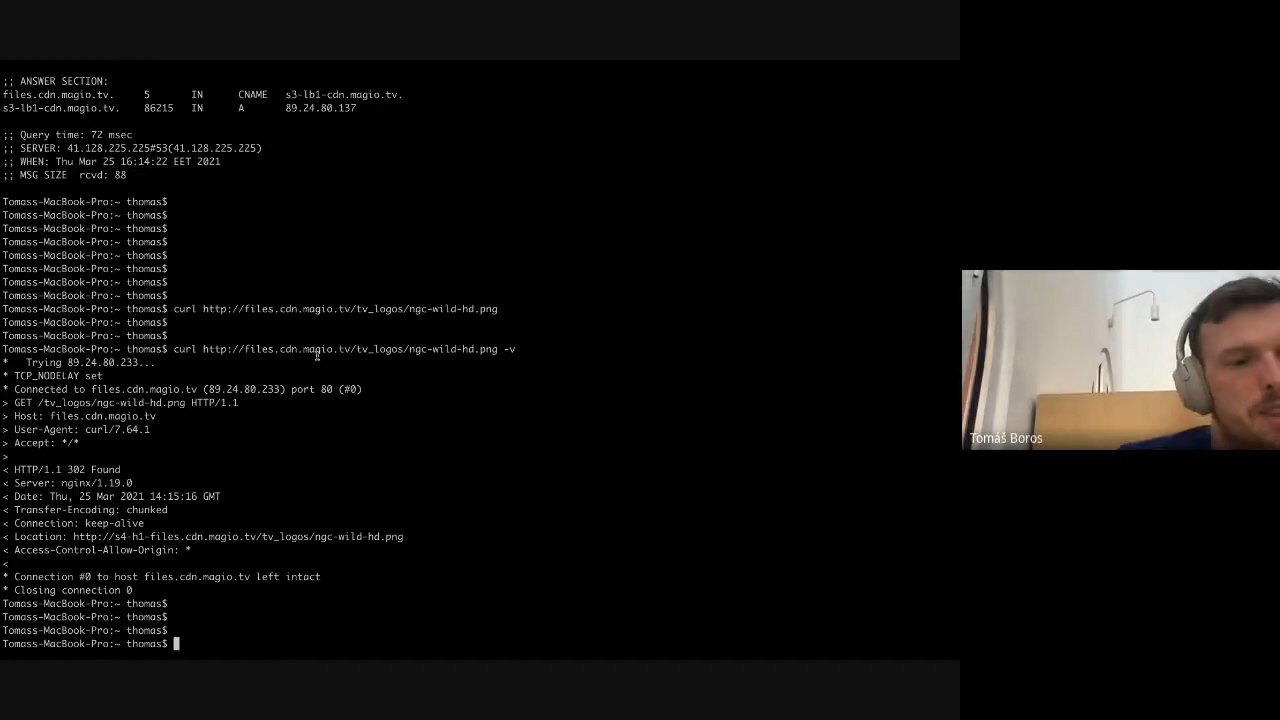 ;; ANSWER SECTION:
files.cdn.magio.tv. 5 IN CNAME s3-lb1-cdn.magio.tv.
s3-lb1-cdn.magio.tv. 86215 IN A 89.24.80.137
;; Query time: 72 msec
;; SERVER: 41.128.225.225#53(41.128.225.225)
;; WHEN: Thu Mar 25 16:14:22 EET 2021
;; MSG SIZE rcvd: 88
Tomass-MacBook-Pro:~ thomas$
Tomass-MacBook-Pro:~ thomas$
Tomass-MacBook-Pro:~ thomas$
Tomass-MacBook-Pro:~ thomas$
Tomass-MacBook-Pro:~ thomas$
Tomass-MacBook-Pro:~ thomas$
Tomass-MacBook-Pro:~ thomas$
Tomass-MacBook-Pro:~ thomas$
Tomass-MacBook-Pro:~ thomas$ curl http://files.cdn.magio.tv/tv_logos/ngc-wild-hd.png
Tomass-MacBook-Pro:~ thomas$
Tomass-MacBook-Pro:~ thomas$
Tomass-MacBook-Pro:~ thomas$ curl http://files.cdn.magio.tv/tv_logos/ngc-wild-hd.png -v
* Trying 89.24.80.233...
* TCP_NODELAY set
* Connected to files.cdn.magio.tv (89.24.80.233) port 80 (#0)
> GET /tv_logos/ngc-wild-hd.png HTTP/1.1
> Host: files.cdn.magio.tv
> User-Agent: curl/7.64.1
> Accept: */*
>
< HTTP/1.1 302 Found
< Server: nginx/1.19.0
< Date: Thu, 25 Mar 2021 14:15:16 GMT
< Transfer-Encoding: chunked
< Connection: keep-alive
< Location: http://s4-h1-files.cdn.magio.tv/tv_logos/ngc-wild-hd.png
< Access-Control-Allow-Origin: *
<
* Connection #0 to host files.cdn.magio.tv left intact
* Closing connection 0
Tomass-MacBook-Pro:~ thomas$
Tomass-MacBook-Pro:~ thomas$
Tomass-MacBook-Pro:~ thomas$
Tomass-MacBook-Pro:~ thomas$
Tomáš Boros